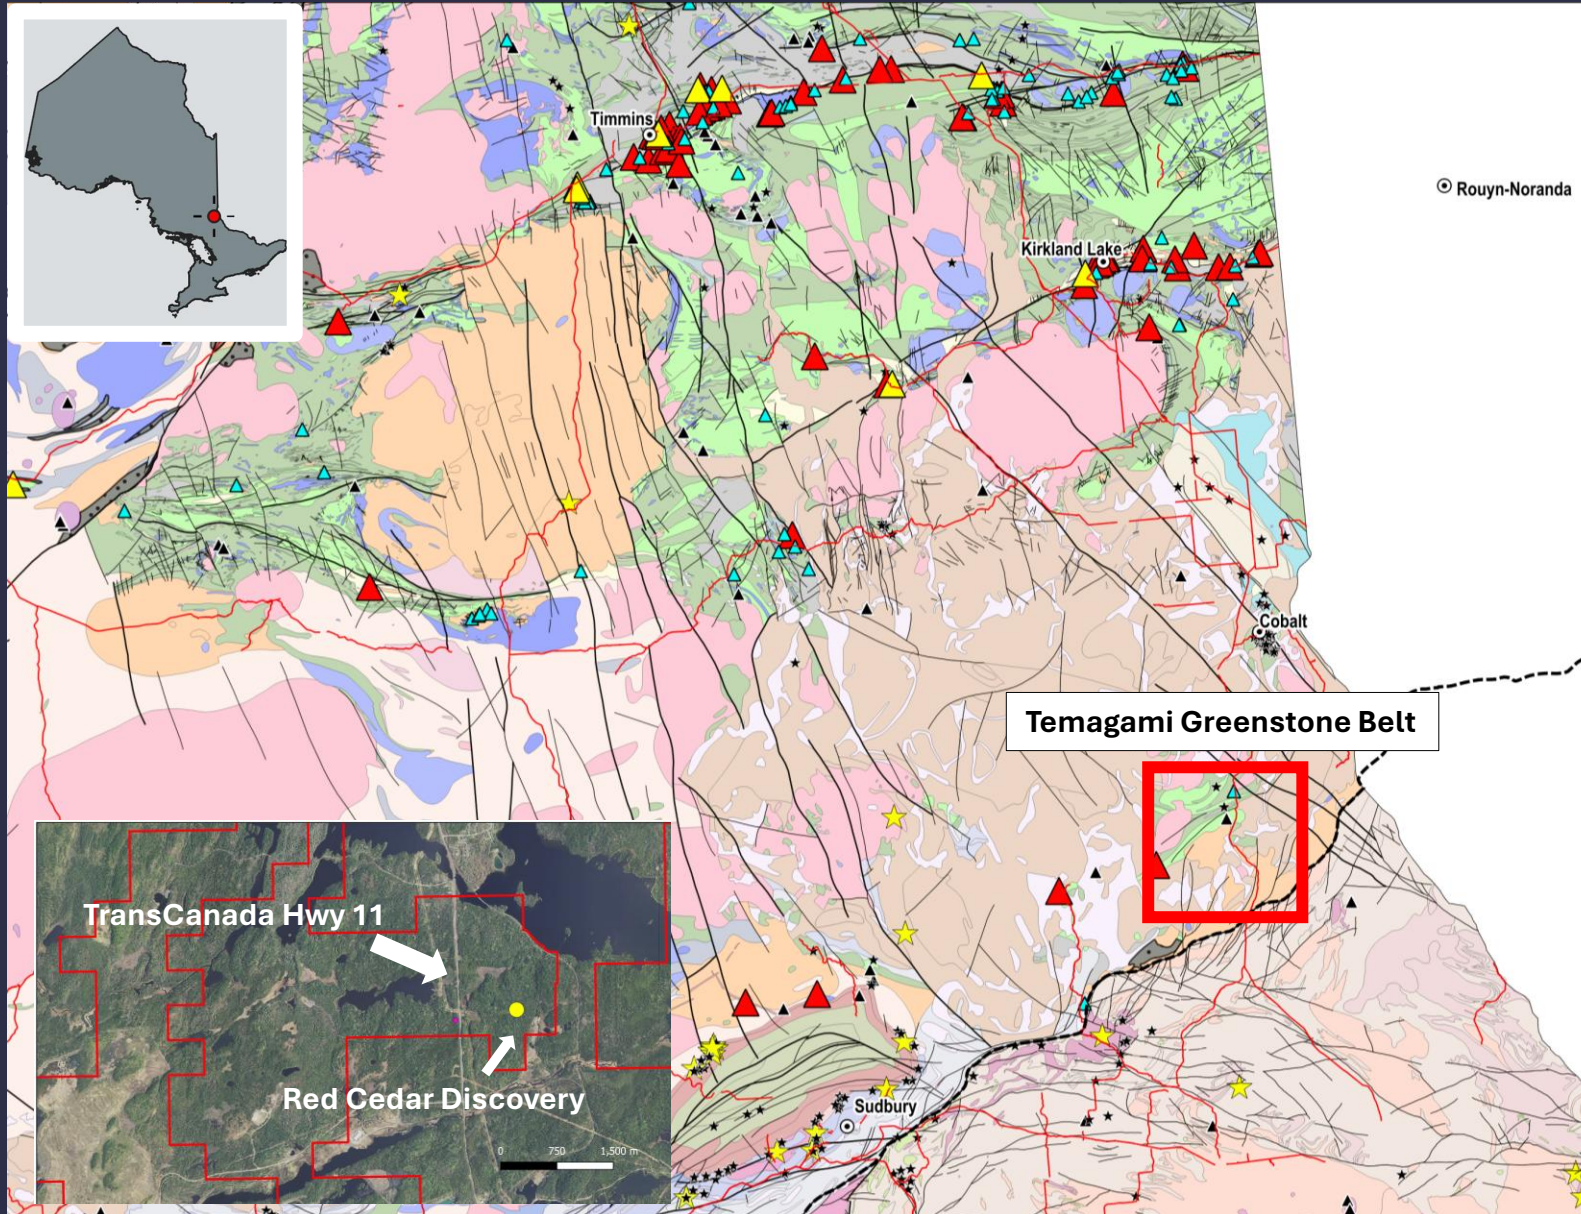 Timmins
Rouyn-Noranda
Kirkland Lake
Cobalt
Temagami Greenstone Belt
TransCanada Hwy 11
Red Cedar Discovery
0 750 1,500 m
Sudbury